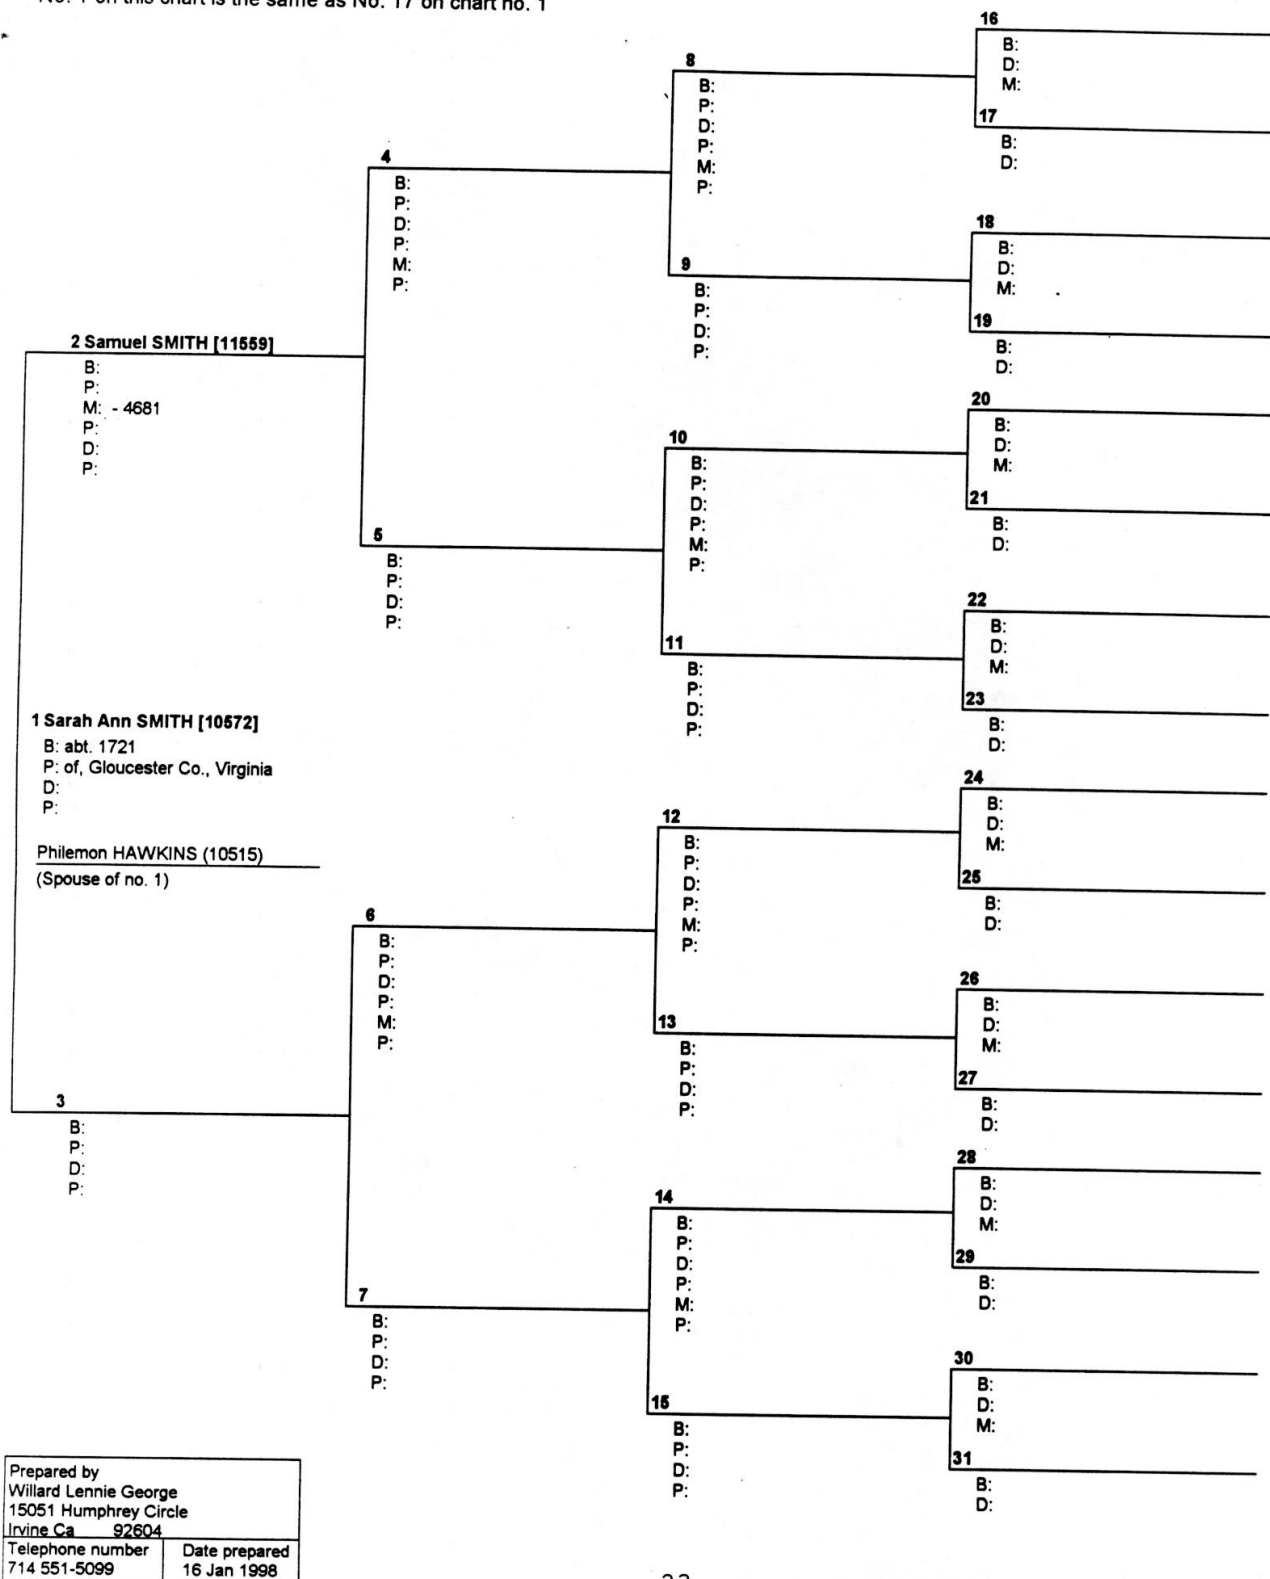 No. 1 on this chart is the same as No. 17 on chart no. 1
2 Samuel SMITH [11559]
B:
P:
M: - 4681
P:
D:
P:
1 Sarah Ann SMITH [10572]
B: abt. 1721
P: of, Gloucester Co., Virginia
D:
P:
Philemon HAWKINS (10515)
(Spouse of no. 1)
3
B:
P:
D:
P:
4
B:
P:
D:
P:
M:
P:
5
B:
P:
D:
P:
6
B:
P:
D:
P:
M:
P:
7
B:
P:
D:
P:
8
B:
P:
D:
P:
M:
P:
9
B:
P:
D:
P:
10
B:
P:
D:
P:
M:
P:
11
B:
P:
D:
P:
12
B:
P:
D:
P:
M:
P:
13
B:
P:
D:
P:
14
B:
P:
D:
P:
M:
P:
15
B:
P:
D:
P:
16
B:
D:
M:
17
B:
D:
18
B:
D:
M:
19
B:
D:
20
B:
D:
M:
21
B:
D:
22
B:
D:
M:
23
B:
D:
24
B:
D:
M:
25
B:
D:
26
B:
D:
M:
27
B:
D:
28
B:
D:
M:
29
B:
D:
30
B:
D:
M:
31
B:
D:
Prepared by
Willard Lennie George
15051 Humphrey Circle
Irvine Ca 92604
Telephone number
714 551-5099
Date prepared
16 Jan 1998